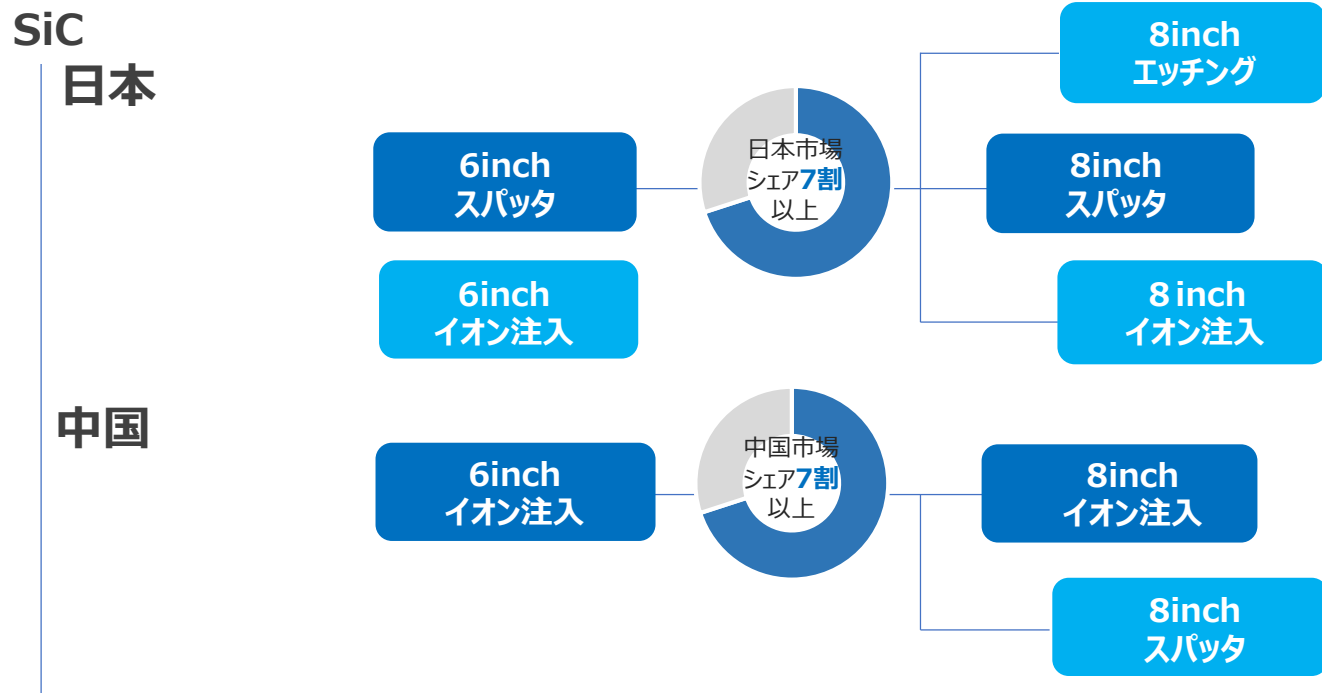 SiC
日本
6inch
スパッタ
6inch
イオン注入
日本市場
シェア7割
以上
8inch
エッチング
8inch
スパッタ
８inch
イオン注入
中国
6inch
イオン注入
中国市場
シェア7割
以上
8inch
イオン注入
8inch
スパッタ